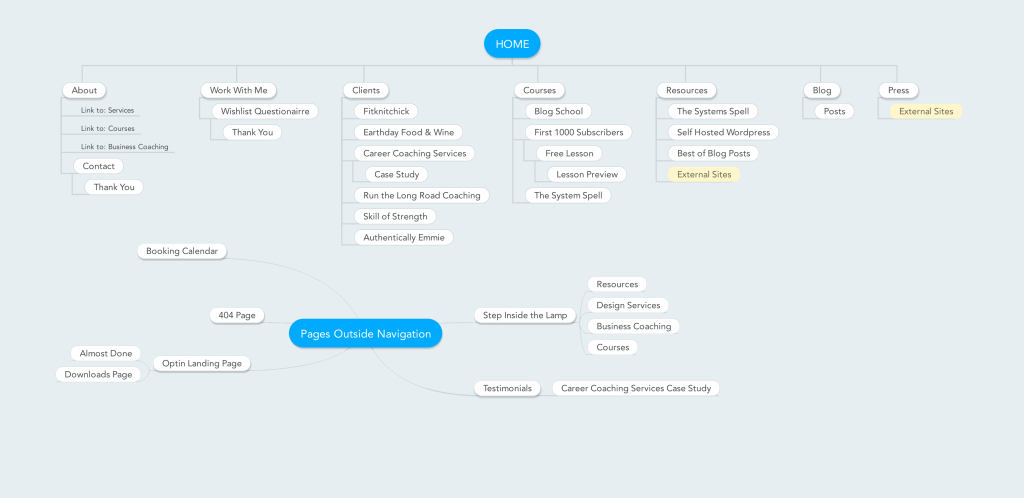 HOME
About
Link to: Services
Link to: Courses
Link to: Business Coaching
Contact
Thank You
Work With Me
Wishlist Questionairre
Thank You
Clients
Fitknitchick
Earthday Food & Wine
Career Coaching Services
Case Study
Run the Long Road Coaching
Skill of Strength
Authentically Emmie
Courses
Blog School
First 1000 Subscribers
Free Lesson
Lesson Preview
The System Spell
Resources
The Systems Spell
Self Hosted Wordpress
Best of Blog Posts
External Sites
Blog
Posts
Press
External Sites
Pages Outside Navigation
Booking Calendar
404 Page
Optin Landing Page
Almost Done
Downloads Page
Step Inside the Lamp
Resources
Design Services
Business Coaching
Courses
Testimonials
Career Coaching Services Case Study